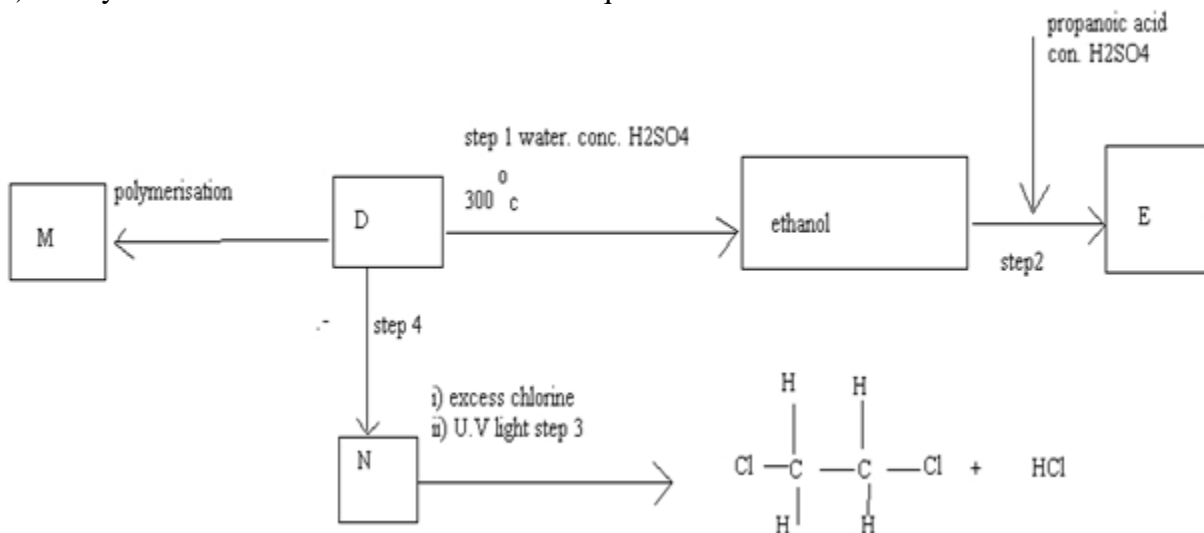 propanoic acid
con. H2SO4
step 1 water. conc. H2SO4
300 °c
polymerisation
M
D
ethanol
E
step2
.-
step 4
i) excess chlorine
ii) U.V light step 3
N
H H
Cl — C — C — Cl + HCl
H H